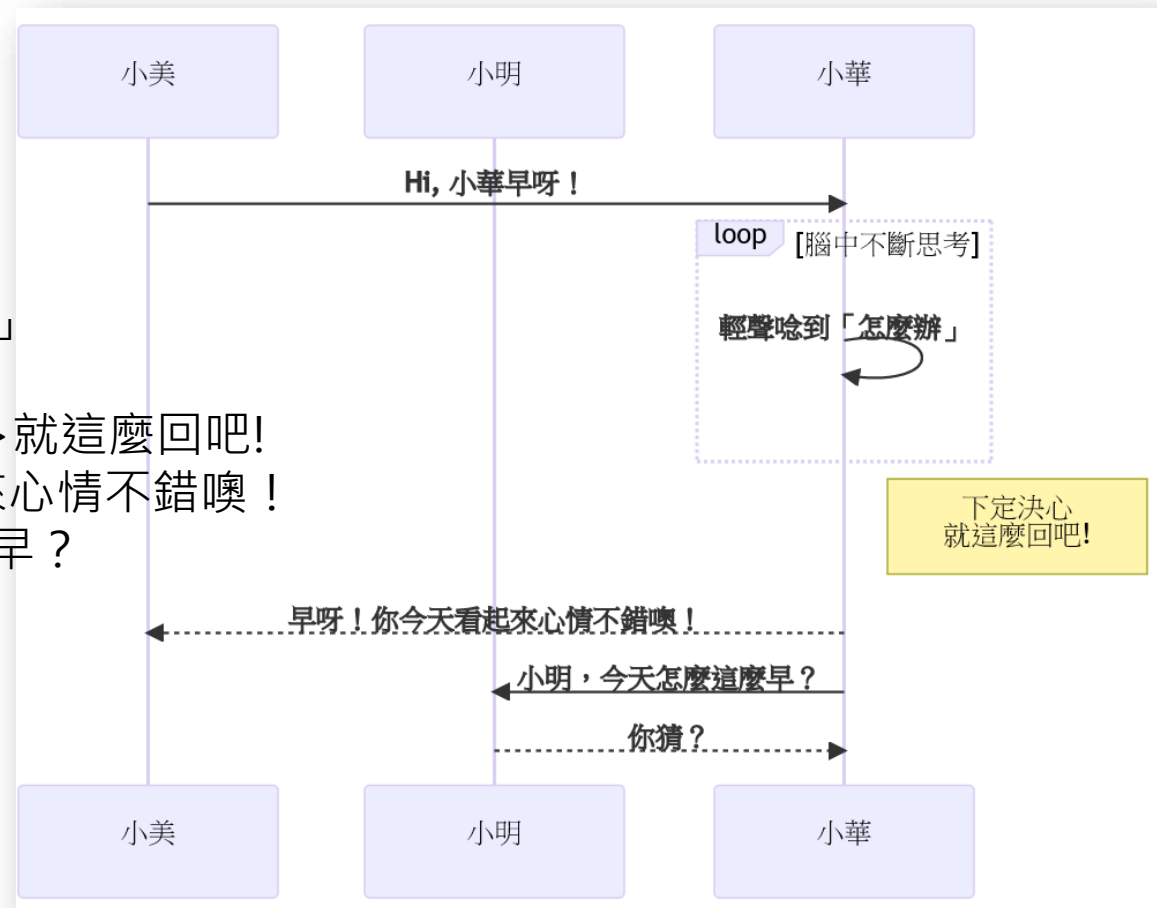 小美
小明
小華
Hi, 小華早呀！
loop
[腦中不斷思考]
輕聲唸到「怎麼辦」
」
就這麼回吧!
心情不錯噢！
早？
下定決心
就這麼回吧!
早呀！你今天看起來心情不錯噢！
小明，今天怎麼這麼早？
你猜？
小美
小明
小華